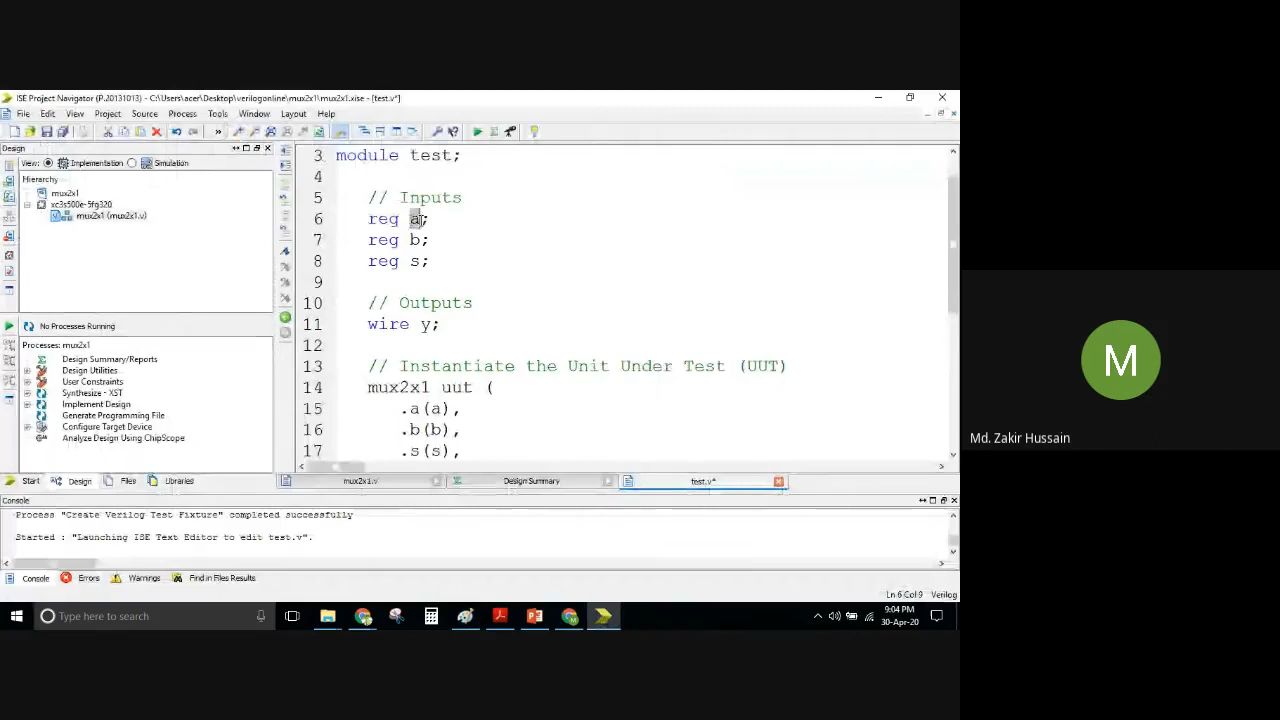 ISE Project Navigator (P.20131013) - C:\Users\acer\Desktop\verilogonline\mux2x1\mux2x1.xise - [test.v*]
File Edit View Project Source Process Tools Window Layout Help
Design
View: Implementation Simulation
Hierarchy
mux2x1
xc3s500e-5fg320
mux2x1 (mux2x1.v)
No Processes Running
Processes: mux2x1
Design Summary/Reports
Design Utilities
User Constraints
Synthesize - XST
Implement Design
Generate Programming File
Configure Target Device
Analyze Design Using ChipScope
Start Design Files Libraries
3 module test;
4
5 // Inputs
6 reg a;
7 reg b;
8 reg s;
9
10 // Outputs
11 wire y;
12
13 // Instantiate the Unit Under Test (UUT)
14 mux2x1 uut (
15 .a(a),
16 .b(b),
17 .s(s),
mux2x1.v Design Summary test.v*
Console
Process "Create Verilog Test Fixture" completed successfully
Started : "Launching ISE Text Editor to edit test.v".
Console Errors Warnings Find in Files Results
Ln 6 Col 9 Verilog
Type here to search
9:04 PM
30-Apr-20
M
Md. Zakir Hussain